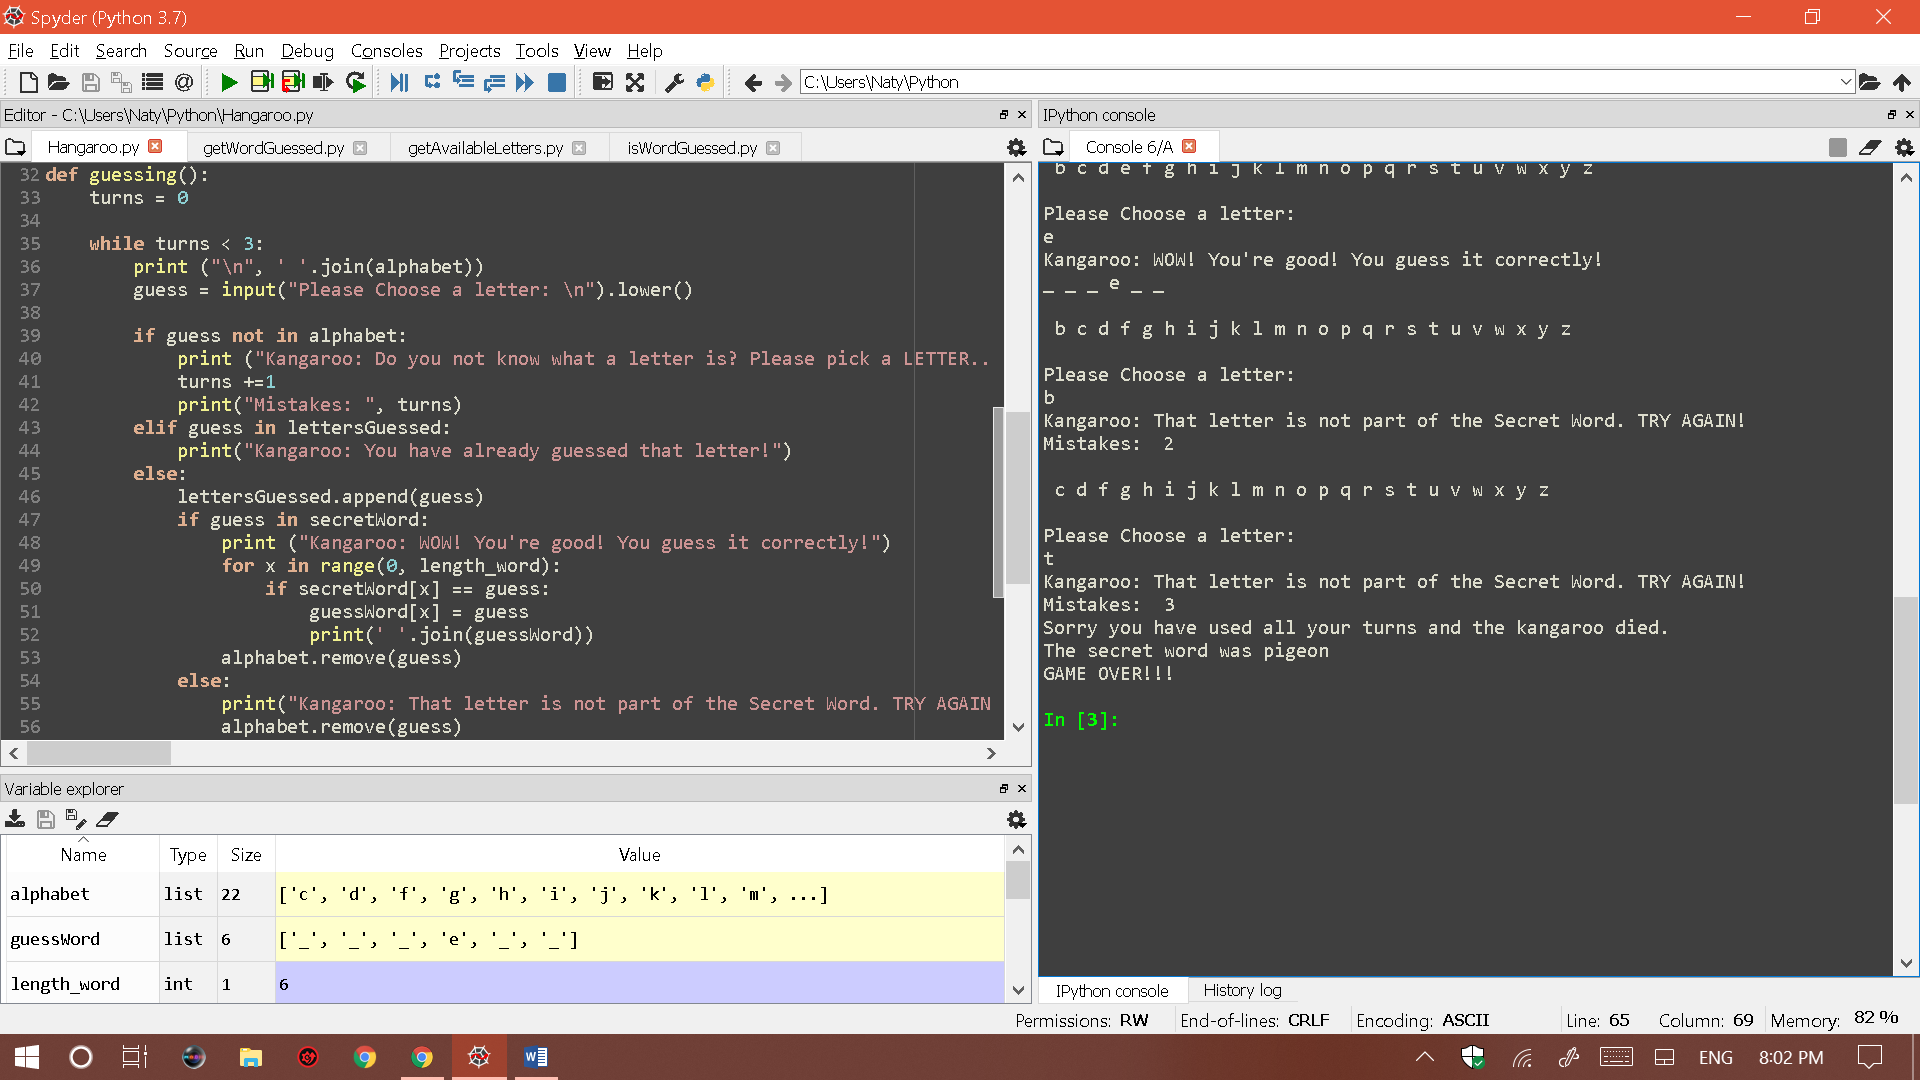 Spyder (Python 3.7)
File Edit Search Source Run Debug Consoles Projects Tools View Help
C:\Users\Naty\Python
Editor - C:\Users\Naty\Python\Hangaroo.py
Hangaroo.py getWordGuessed.py getAvailableLetters.py isWordGuessed.py
32 def guessing():
33     turns = 0
34
35     while turns < 3:
36         print ("\n", ' '.join(alphabet))
37         guess = input("Please Choose a letter: \n").lower()
38
39         if guess not in alphabet:
40             print ("Kangaroo: Do you not know what a letter is? Please pick a LETTER..
41             turns +=1
42             print("Mistakes: ", turns)
43         elif guess in lettersGuessed:
44             print("Kangaroo: You have already guessed that letter!")
45         else:
46             lettersGuessed.append(guess)
47             if guess in secretWord:
48                 print ("Kangaroo: WOW! You're good! You guess it correctly!")
49                 for x in range(0, length_word):
50                     if secretWord[x] == guess:
51                         guessWord[x] = guess
52                         print(' '.join(guessWord))
53                 alphabet.remove(guess)
54             else:
55                 print("Kangaroo: That letter is not part of the Secret Word. TRY AGAIN
56                 alphabet.remove(guess)
Variable explorer
Name Type Size Value
alphabet list 22 ['c', 'd', 'f', 'g', 'h', 'i', 'j', 'k', 'l', 'm', ...]
guessWord list 6 ['_', '_', '_', 'e', '_', '_']
length_word int 1 6
IPython console
Console 6/A
b c d e f g h i j k l m n o p q r s t u v w x y z
Please Choose a letter:
e
Kangaroo: WOW! You're good! You guess it correctly!
_ _ _ e _ _
b c d f g h i j k l m n o p q r s t u v w x y z
Please Choose a letter:
b
Kangaroo: That letter is not part of the Secret Word. TRY AGAIN!
Mistakes:  2
c d f g h i j k l m n o p q r s t u v w x y z
Please Choose a letter:
t
Kangaroo: That letter is not part of the Secret Word. TRY AGAIN!
Mistakes:  3
Sorry you have used all your turns and the kangaroo died.
The secret word was pigeon
GAME OVER!!!
In [3]:
IPython console History log
Permissions: RW End-of-lines: CRLF Encoding: ASCII Line: 65 Column: 69 Memory: 82 %
ENG 8:02 PM